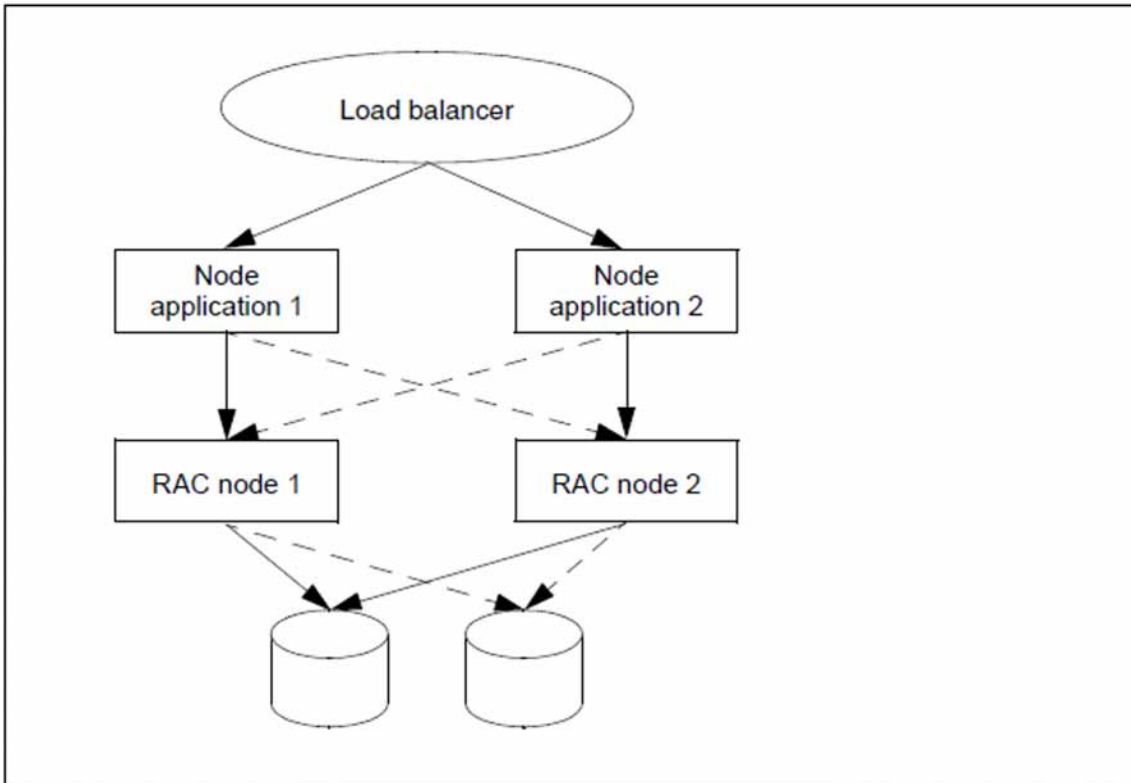 Load balancer
Node
application 1
Node
application 2
RAC node 1
RAC node 2